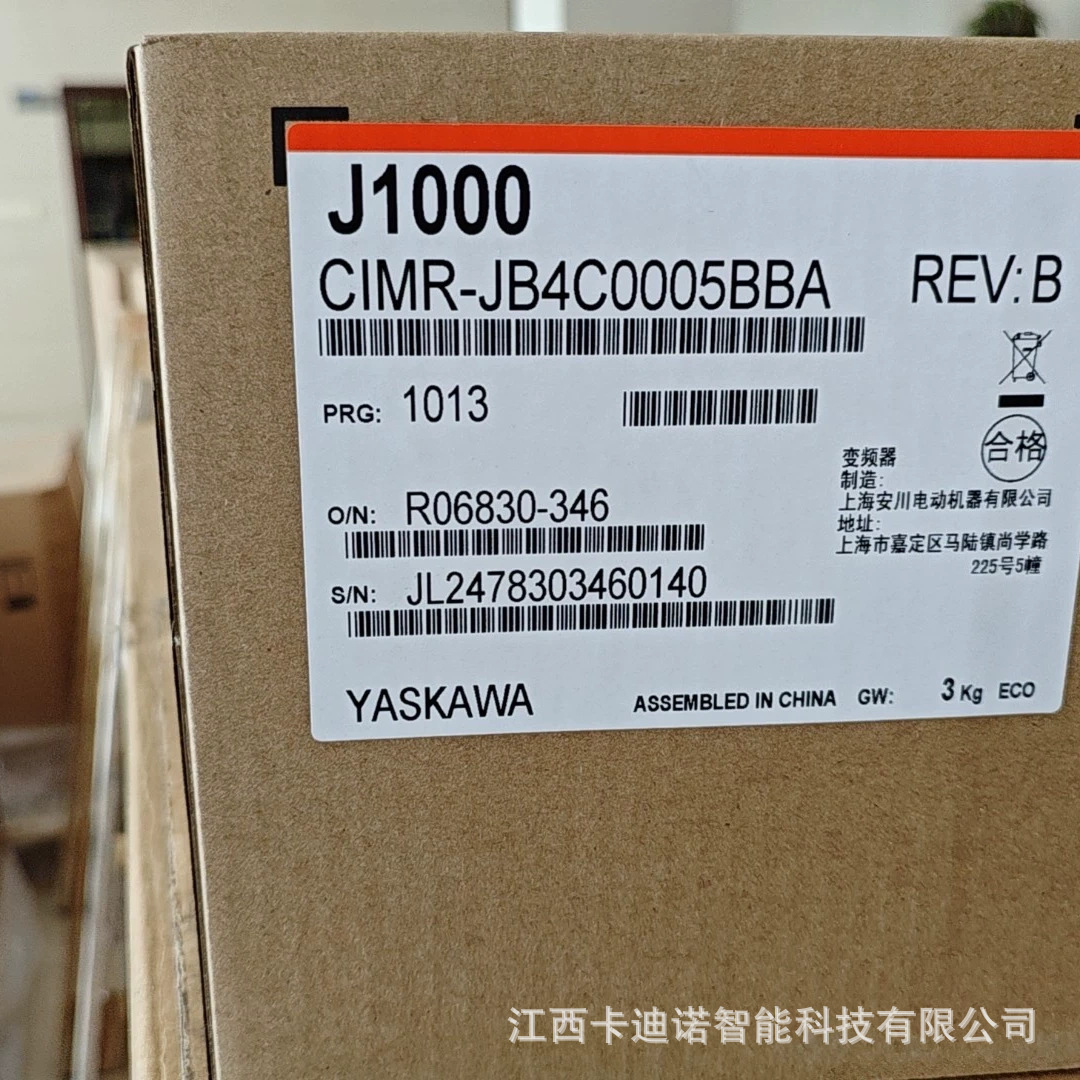 J1000
CIMR-JB4C0005BBA REV: B
PRG: 1013
合格
变频器
制造:
上海安川电动机器有限公司
地址:
上海市嘉定区马陆镇尚学路
225号5幢
O/N: R06830-346
S/N: JL2478303460140
YASKAWA ASSEMBLED IN CHINA GW: 3 Kg ECO
江西卡迪诺智能科技有限公司